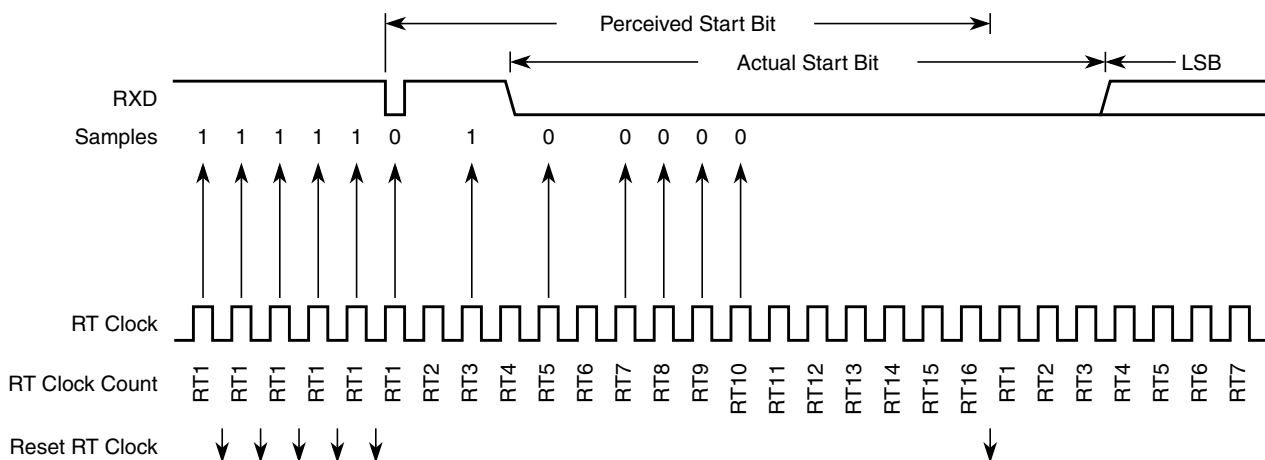 Perceived Start Bit
Actual Start Bit LSB
RXD
Samples 1 1 1 1 1 0 1 0 0 0 0 0
RT Clock
RT Clock Count RT1 RT1 RT1 RT1 RT1 RT1 RT2 RT3 RT4 RT5 RT6 RT7 RT8 RT9 RT10 RT11 RT12 RT13 RT14 RT15 RT16 RT1 RT2 RT3 RT4 RT5 RT6 RT7
Reset RT Clock